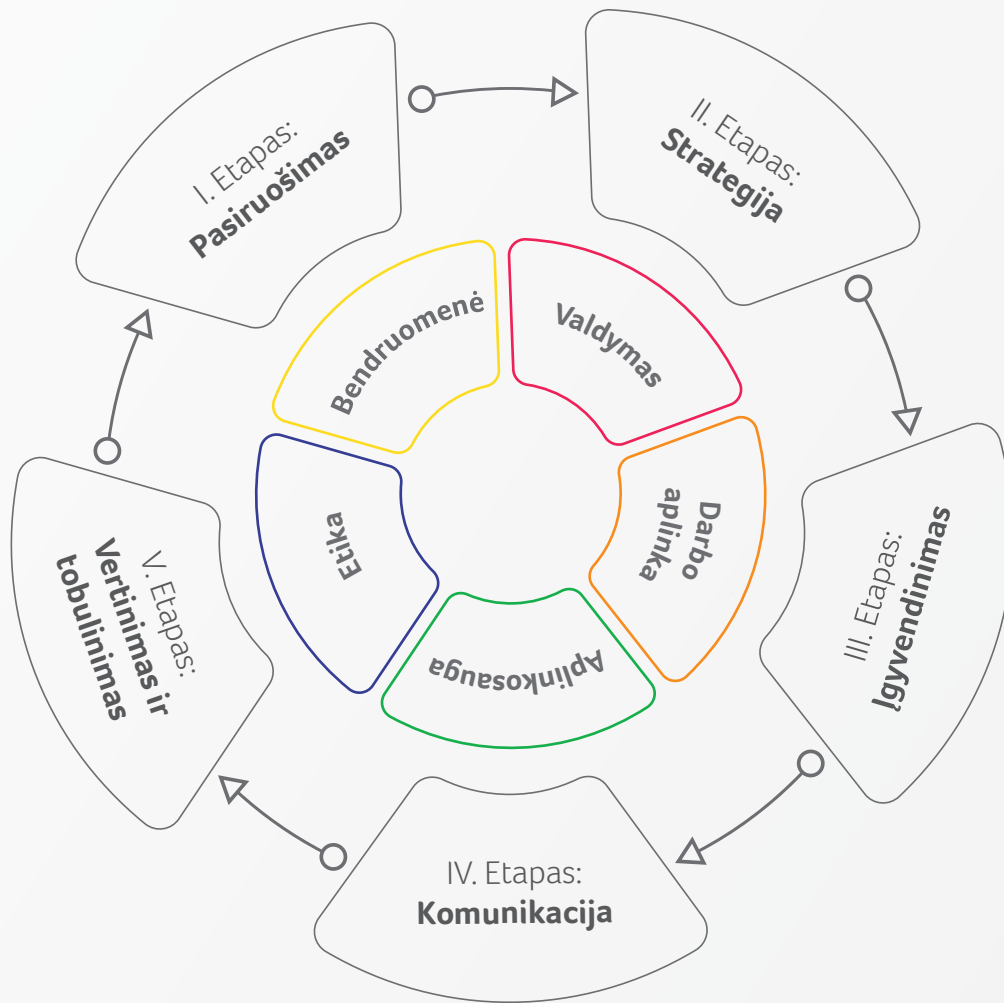 I. Etapas:
Pasiruošimas
II. Etapas:
Strategija
III. Etapas:
Įgyvendinimas
IV. Etapas:
Komunikacija
V. Etapas:
Vertinimas ir
tobulinimas
Bendruomenė
Valdymas
Darbo
aplinka
Aplinkosauga
Etika